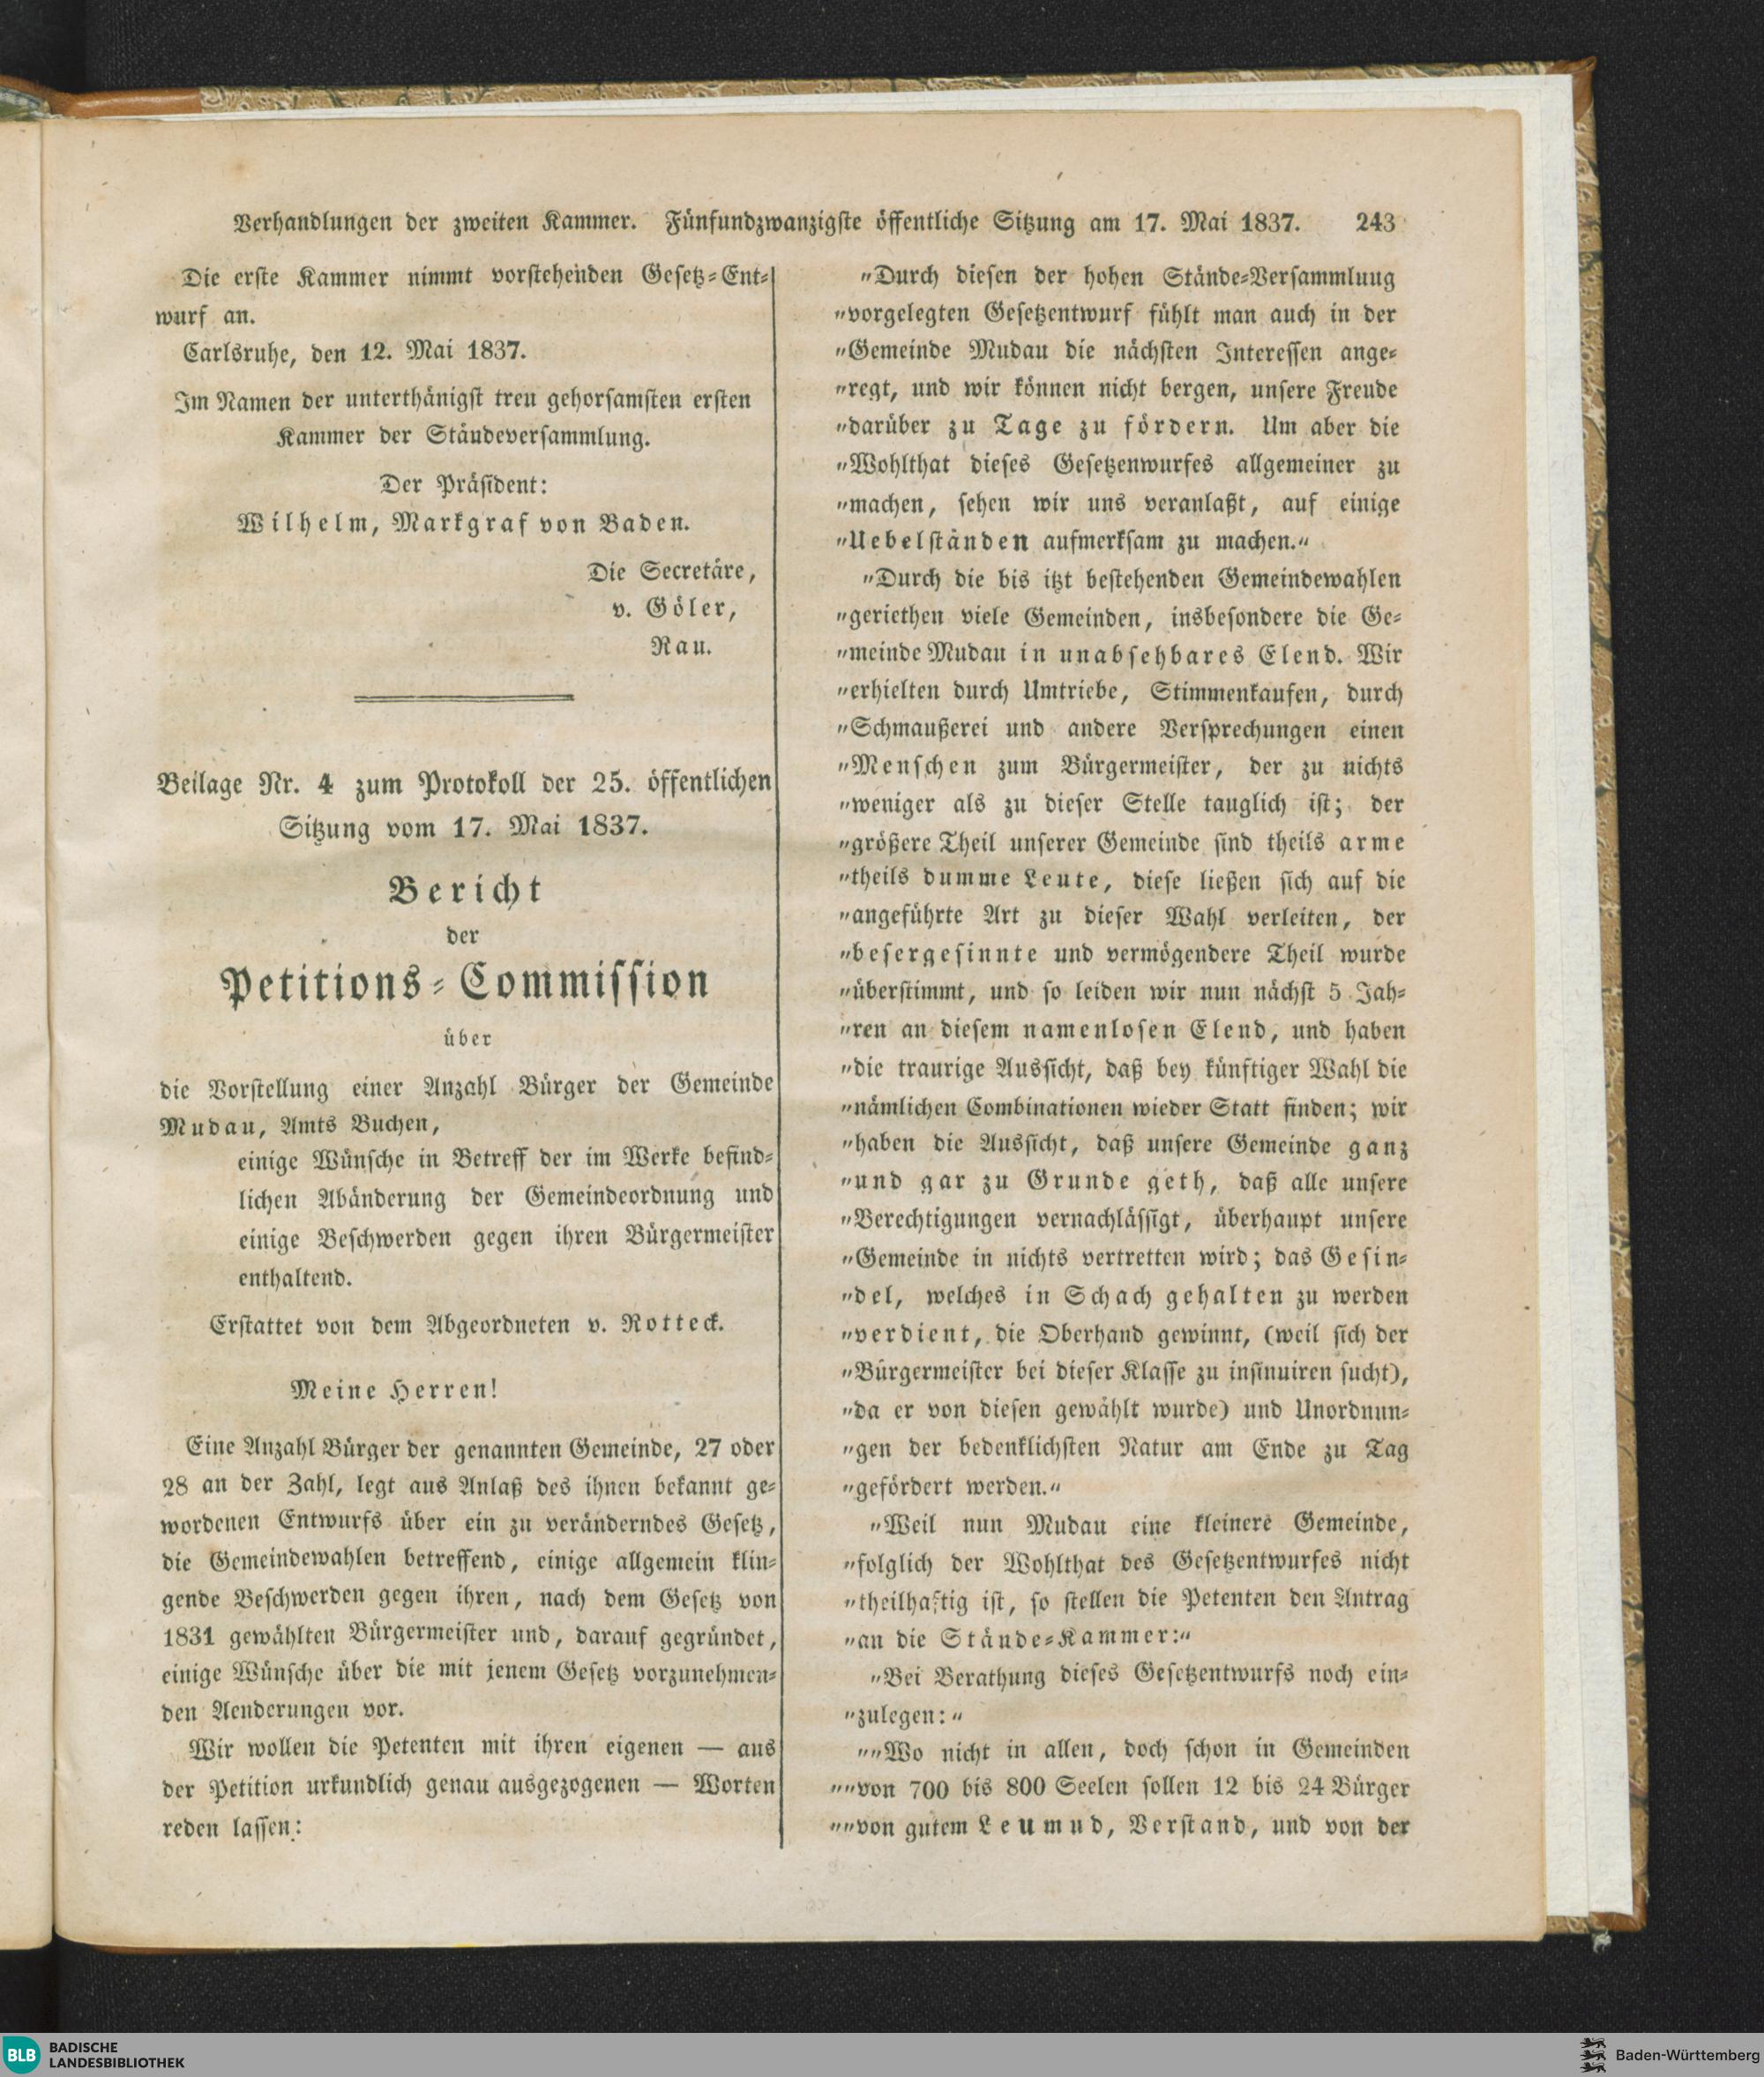 Verhandlungen der zweiten Kammer. Fünfundzwanzigste öffentliche Sitzung am 17. Mai 1837. 243
Die erste Kammer nimmt vorstehenden Gesetz-Ent-
wurf an.
Carlsruhe, den 12. Mai 1837.
Im Namen der unterthänigst treu gehorsamsten ersten
Kammer der Ständeversammlung.
Der Präsident:
Wilhelm, Markgraf von Baden.
Die Secretäre,
v. Göler,
Rau.
Beilage Nr. 4 zum Protokoll der 25. öffentlichen
Sitzung vom 17. Mai 1837.
Bericht
der
Petitions-Commission
über
die Vorstellung einer Anzahl Bürger der Gemeinde
Mudau, Amts Buchen,
einige Wünsche in Betreff der im Werke befind-
lichen Abänderung der Gemeindeordnung und
einige Beschwerden gegen ihren Bürgermeister
enthaltend.
Erstattet von dem Abgeordneten v. Rotteck.
Meine Herren!
Eine Anzahl Bürger der genannten Gemeinde, 27 oder
28 an der Zahl, legt aus Anlaß des ihnen bekannt ge-
wordenen Entwurfs über ein zu veränderndes Gesetz,
die Gemeindewahlen betreffend, einige allgemein klin-
gende Beschwerden gegen ihren, nach dem Gesetz von
1831 gewählten Bürgermeister und, darauf gegründet,
einige Wünsche über die mit jenem Gesetz vorzunehmen-
den Aenderungen vor.
Wir wollen die Petenten mit ihren eigenen — aus
der Petition urkundlich genau ausgezogenen — Worten
reden lassen:
„Durch diesen der hohen Stände-Versammlung
„vorgelegten Gesetzentwurf fühlt man auch in der
„Gemeinde Mudau die nächsten Interessen ange-
„regt, und wir können nicht bergen, unsere Freude
„darüber zu Tage zu fördern. Um aber die
„Wohlthat dieses Gesetzenwurfes allgemeiner zu
„machen, sehen wir uns veranlaßt, auf einige
„Uebelständen aufmerksam zu machen.“
„Durch die bis itzt bestehenden Gemeindewahlen
„geriethen viele Gemeinden, insbesondere die Ge-
„meinde Mudau in unabsehbares Elend. Wir
„erhielten durch Umtriebe, Stimmenkaufen, durch
„Schmaußerei und andere Versprechungen einen
„Menschen zum Bürgermeister, der zu nichts
„weniger als zu dieser Stelle tauglich ist; der
„größere Theil unserer Gemeinde sind theils arme
„theils dumme Leute, diese ließen sich auf die
„angeführte Art zu dieser Wahl verleiten, der
„besergesinnte und vermögendere Theil wurde
„überstimmt, und so leiden wir nun nächst 5 Jah-
„ren an diesem namenlosen Elend, und haben
„die traurige Aussicht, daß bey künftiger Wahl die
„nämlichen Combinationen wieder Statt finden; wir
„haben die Aussicht, daß unsere Gemeinde ganz
„und gar zu Grunde geth, daß alle unsere
„Berechtigungen vernachlässigt, überhaupt unsere
„Gemeinde in nichts vertretten wird; das Gesin-
„del, welches in Schach gehalten zu werden
„verdient, die Oberhand gewinnt, (weil sich der
„Bürgermeister bei dieser Klasse zu insinuiren sucht),
„da er von diesen gewählt wurde) und Unordnun-
„gen der bedenklichsten Natur am Ende zu Tag
„gefördert werden.“
„Weil nun Mudau eine kleinere Gemeinde,
„folglich der Wohlthat des Gesetzentwurfes nicht
„theilhaftig ist, so stellen die Petenten den Antrag
„an die Stände-Kammer:“
„Bei Berathung dieses Gesetzentwurfs noch ein-
„zulegen:“
„„Wo nicht in allen, doch schon in Gemeinden
„„von 700 bis 800 Seelen sollen 12 bis 24 Bürger
„„von gutem Leumud, Verstand, und von der
BLB BADISCHE
LANDESBIBLIOTHEK
Baden-Württemberg